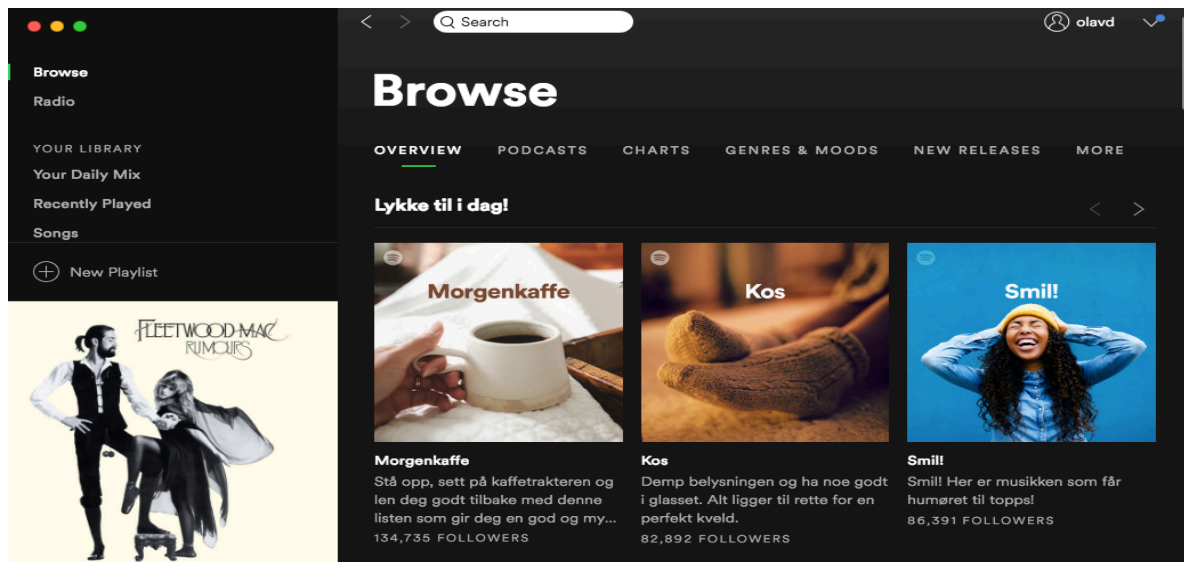 Search
olavd
Browse
Radio
YOUR LIBRARY
Your Daily Mix
Recently Played
Songs
New Playlist
FLEETWOOD MAC
RUMOURS
Browse
OVERVIEW PODCASTS CHARTS GENRES & MOODS NEW RELEASES MORE
Lykke til i dag!
Morgenkaffe
Morgenkaffe
Stå opp, sett på kaffetrakteren og
len deg godt tilbake med denne
listen som gir deg en god og my...
134,735 FOLLOWERS
Kos
Kos
Demp belysningen og ha noe godt
i glasset. Alt ligger til rette for en
perfekt kveld.
82,892 FOLLOWERS
Smil!
Smil!
Smil! Her er musikken som får
humøret til topps!
86,391 FOLLOWERS